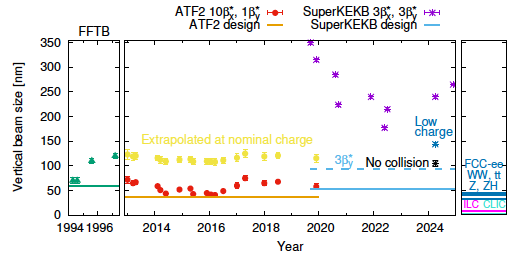 FFTB
ATF2 10β*y, 1β*y
ATF2 design
SuperKEKB 3β*y, 3β*y
SuperKEKB design
Vertical beam size [nm]
350
300
250
200
150
100
50
0
Extrapolated at nominal charge
Low
charge
3β*y
No collision
FCC-ee
WW, tt
Z, ZH
ILC CLIC
1994 1996
2014 2016 2018 2020 2022 2024
Year